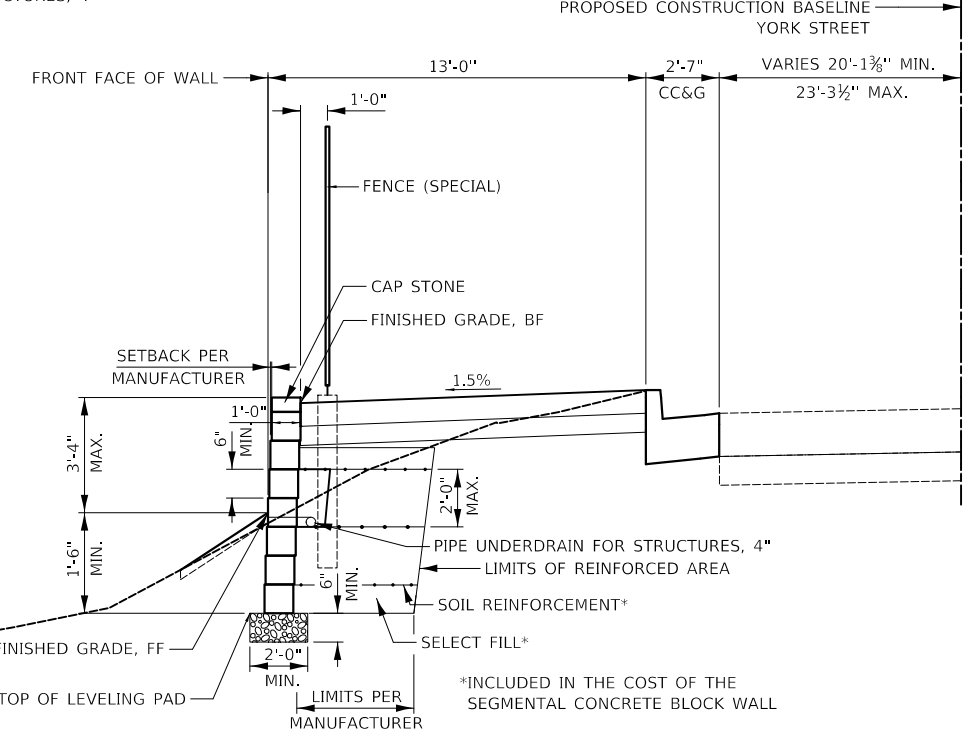 PROPOSED CONSTRUCTION BASELINE
YORK STREET
FRONT FACE OF WALL
13'-0"
2'-7"
CC&G
VARIES 20'-1⅜" MIN.
23'-3½" MAX.
1'-0"
FENCE (SPECIAL)
CAP STONE
FINISHED GRADE, BF
SETBACK PER
MANUFACTURER
1.5%
1'-0"
6"
MIN.
3'-4"
MAX.
2'-0"
MAX.
1'-6"
MIN.
PIPE UNDERDRAIN FOR STRUCTURES, 4"
LIMITS OF REINFORCED AREA
6"
MIN.
SOIL REINFORCEMENT*
SELECT FILL*
FINISHED GRADE, FF
2'-0"
MIN.
TOP OF LEVELING PAD
LIMITS PER
MANUFACTURER
*INCLUDED IN THE COST OF THE
SEGMENTAL CONCRETE BLOCK WALL